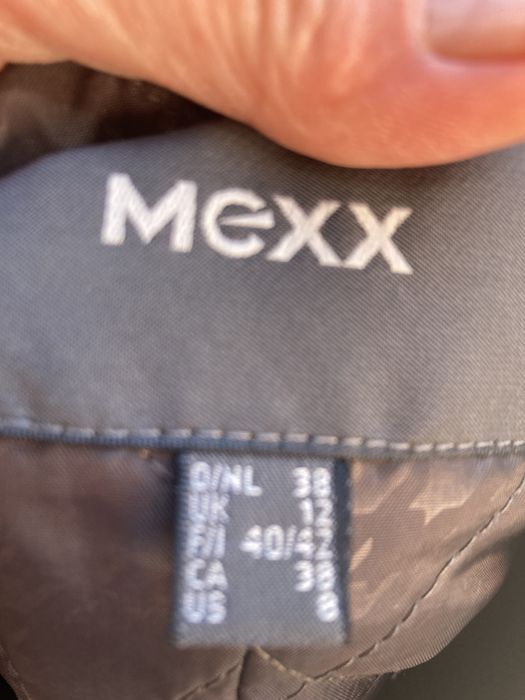 Mexx
D/NL 38
UK 12
F/I 40/42
CA 38
US 8